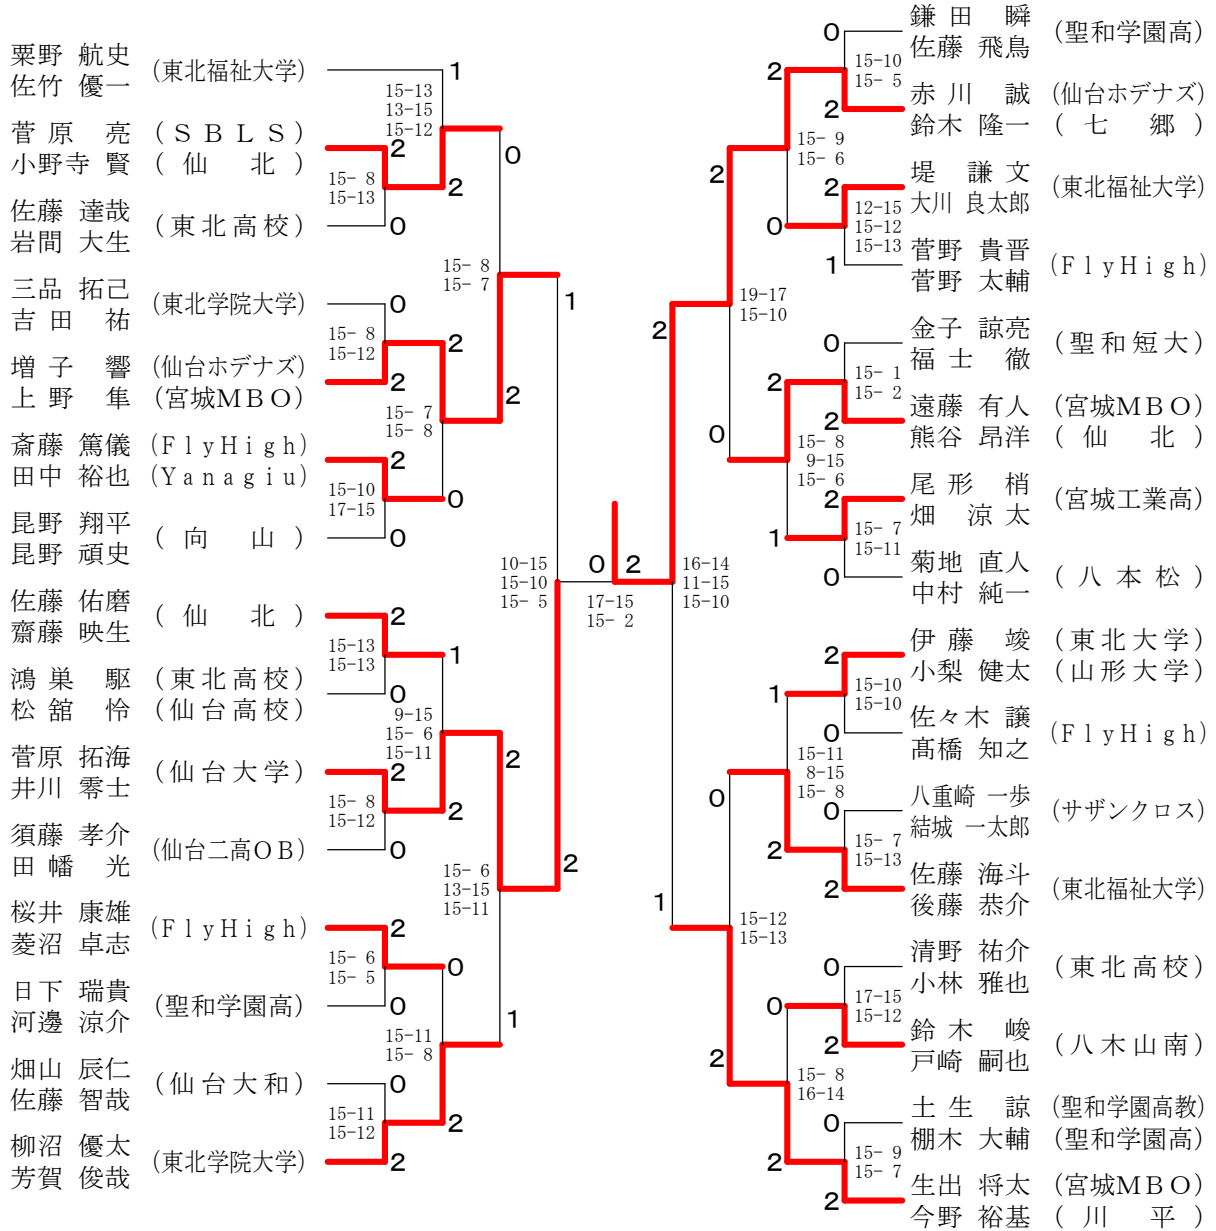 粟野 航史
佐竹 優一
(東北福祉大学)
1
15-13
13-15
15-12
菅原 亮 (SBLS)
小野寺 賢 (仙北)
2
15- 8
15-13
2
0
佐藤 達哉
岩間 大生
(東北高校)
0
15- 8
15- 7
三品 拓己
吉田 祐
(東北学院大学)
0
15- 8
15-12
2
増子 響 (仙台ホデナズ)
上野 隼 (宮城MBO)
2
15- 7
15- 8
2
1
斎藤 篤儀 (FlyHigh)
田中 裕也 (Yanagiu)
2
15-10
17-15
0
昆野 翔平
昆野 頑史
(向山)
0
10-15
15-10
15- 5
佐藤 佑磨
齋藤 映生
(仙北)
2
15-13
15-13
1
鴻巣 駆 (東北高校)
松舘 怜 (仙台高校)
0
9-15
15- 6
15-11
2
菅原 拓海
井川 零士
(仙台大学)
2
15- 8
15-12
2
須藤 孝介
田幡 光
(仙台二高OB)
0
15- 6
13-15
15-11
2
桜井 康雄
菱沼 卓志
(FlyHigh)
2
15- 6
15- 5
0
日下 瑞貴
河邊 涼介
(聖和学園高)
0
15-11
15- 8
1
畑山 辰仁
佐藤 智哉
(仙台大和)
0
15-11
15-12
2
柳沼 優太
芳賀 俊哉
(東北学院大学)
2
0 2
17-15
15- 2
16-14
11-15
15-10
鎌田 瞬
佐藤 飛鳥
(聖和学園高)
0
15-10
15- 5
2
赤川 誠 (仙台ホデナズ)
鈴木 隆一 (七郷)
2
15- 9
15- 6
2
堤 謙文
大川 良太郎
(東北福祉大学)
2
12-15
15-12
15-13
0
菅野 貴晋
菅野 太輔
(FlyHigh)
1
19-17
15-10
2
金子 諒亮
福士 徹
(聖和短大)
0
15- 1
15- 2
2
遠藤 有人 (宮城MBO)
熊谷 昂洋 (仙北)
2
15- 8
9-15
15- 6
0
尾形 梢
畑 涼太
(宮城工業高)
2
15- 7
15-11
1
菊地 直人
中村 純一
(八本松)
0
伊藤 竣 (東北大学)
小梨 健太 (山形大学)
2
15-10
15-10
1
佐々木 譲
髙橋 知之
(FlyHigh)
0
15-11
8-15
15- 8
0
八重崎 一歩
結城 一太郎
(サザンクロス)
0
15- 7
15-13
2
佐藤 海斗
後藤 恭介
(東北福祉大学)
2
15-12
15-13
1
清野 祐介
小林 雅也
(東北高校)
0
17-15
15-12
0
鈴木 峻
戸崎 嗣也
(八木山南)
2
15- 8
16-14
2
土生 諒 (聖和学園高教)
棚木 大輔 (聖和学園高)
0
15- 9
15- 7
2
生出 将太 (宮城MBO)
今野 裕基 (川平)
2